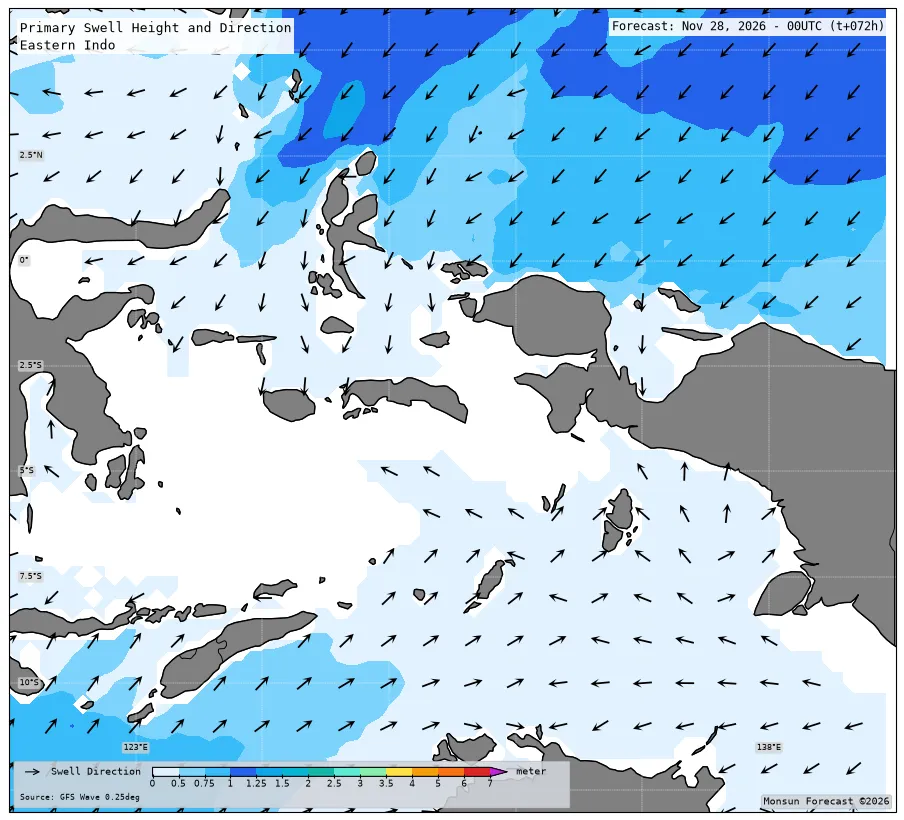 Primary Swell Height and Direction
Eastern Indo
Forecast: Nov 28, 2026 - 00UTC (t+072h)
2.5°N
0°
2.5°S
5°S
7.5°S
10°S
123°E
138°E
Swell Direction
0 0.5 0.75 1 1.25 1.5 2 2.5 3 3.5 4 5 6 7
meter
Source: GFS Wave 0.25deg
Monsun Forecast ©2026